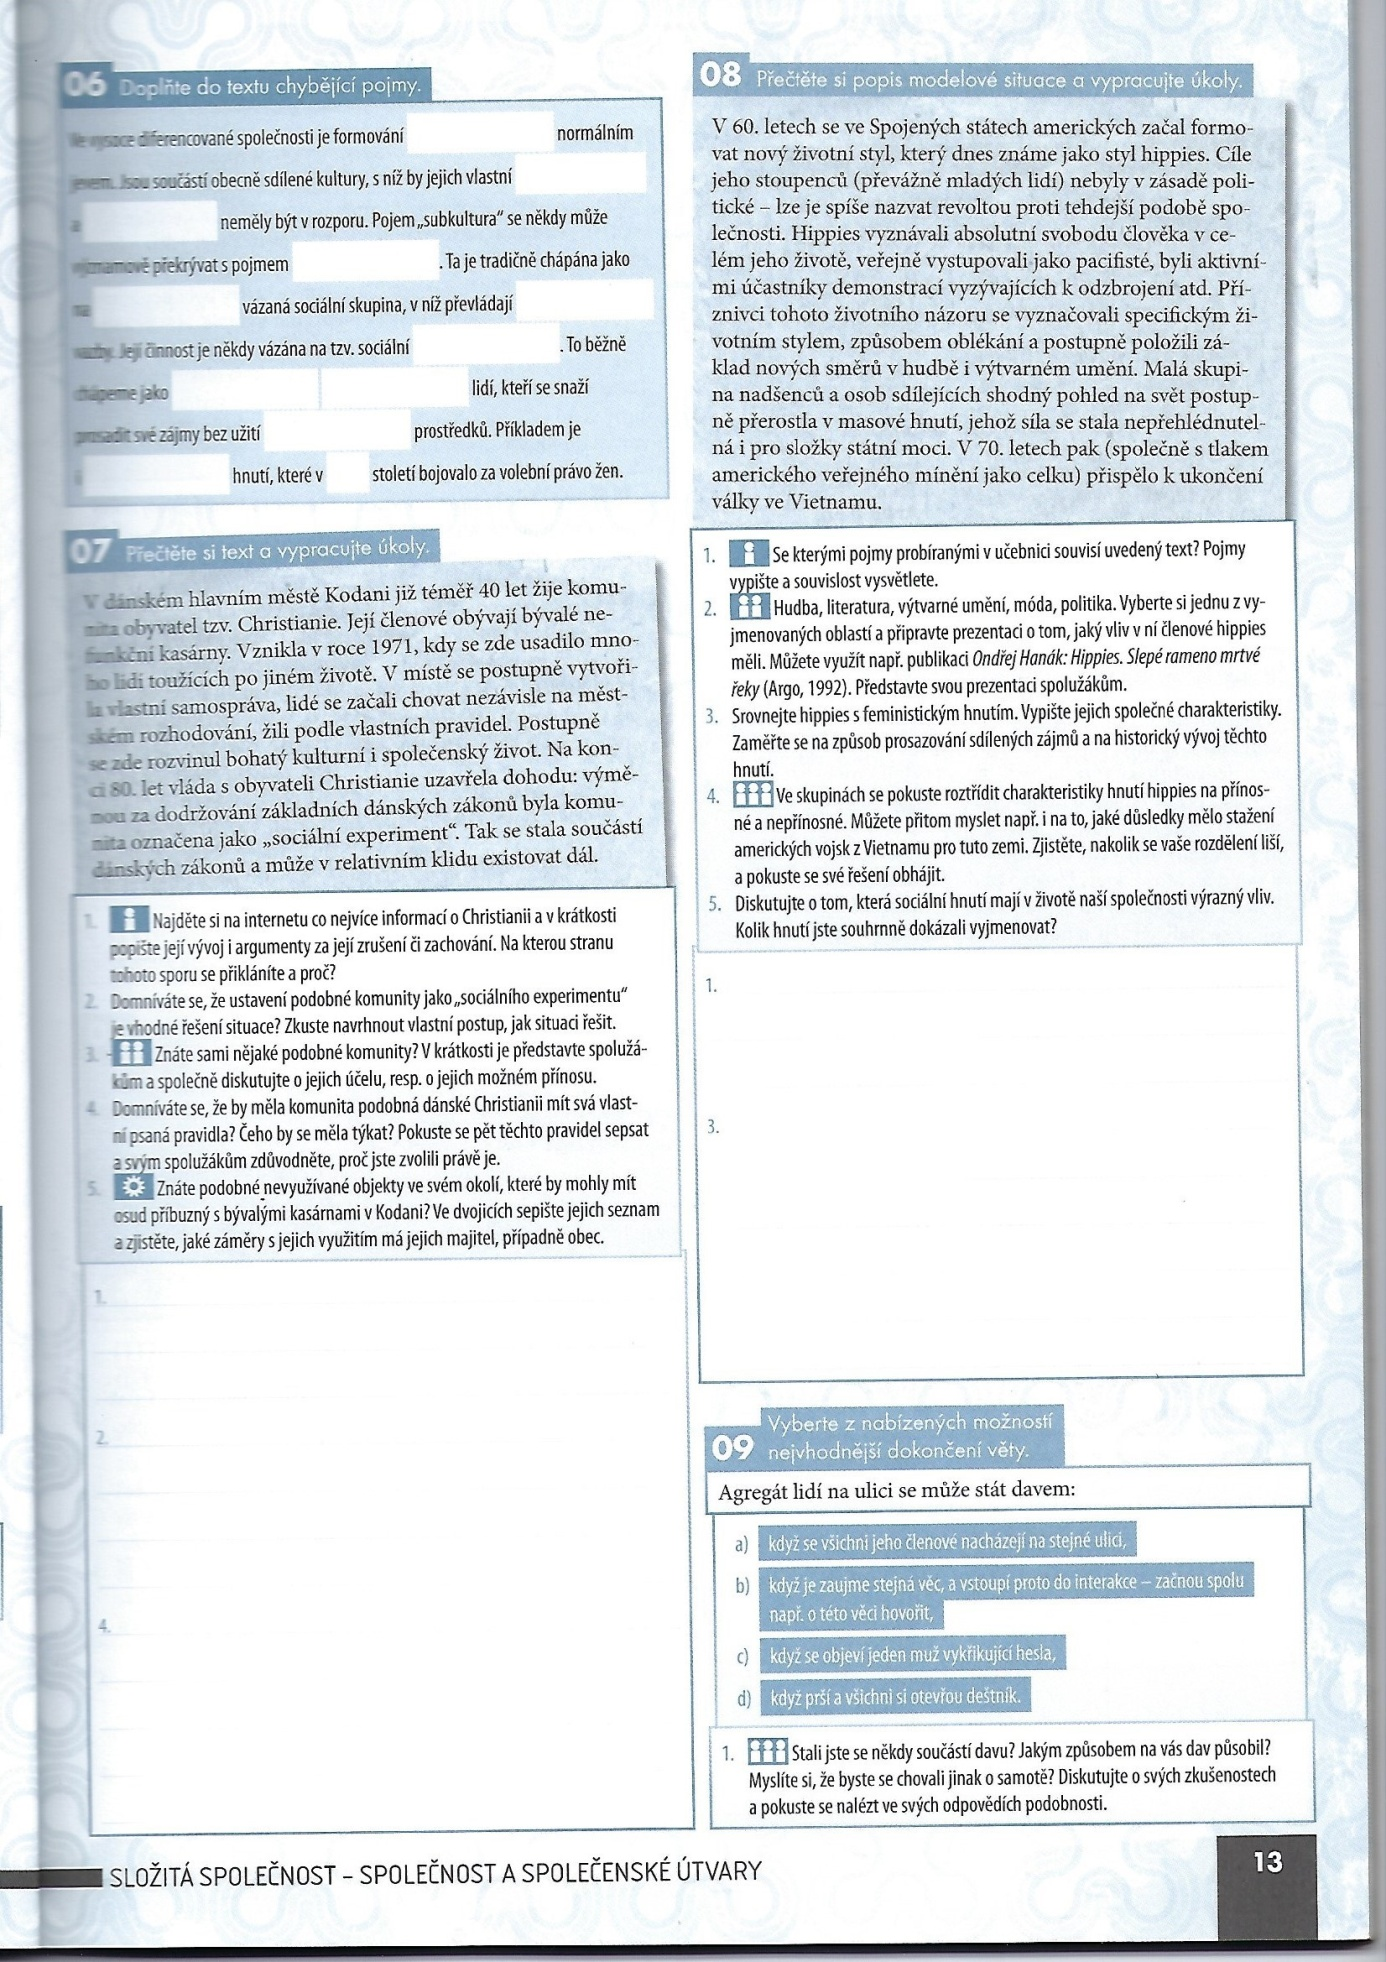 06 Doplňte do textu chybějící pojmy.
Ve vysoce diferencované společnosti je formování normálním
jevem. Jsou součástí obecně sdílené kultury, s níž by jejich vlastní
a neměly být v rozporu. Pojem „subkultura“ se někdy může
významově překrývat s pojmem . Ta je tradičně chápána jako
na vázaná sociální skupina, v níž převládají
vazby. Její činnost je někdy vázána na tzv. sociální . To běžně
chápeme jako lidí, kteří se snaží
prosadit své zájmy bez užití prostředků. Příkladem je
i hnutí, které v století bojovalo za volební právo žen.
07 Přečtěte si text a vypracujte úkoly.
V dánském hlavním městě Kodani již téměř 40 let žije komu-
nita obyvatel tzv. Christianie. Její členové obývají bývalé ne-
funkční kasárny. Vznikla v roce 1971, kdy se zde usadilo mno-
ho lidí toužících po jiném životě. V místě se postupně vytvoři-
la vlastní samospráva, lidé se začali chovat nezávisle na měst-
ském rozhodování, žili podle vlastních pravidel. Postupně
se zde rozvinul bohatý kulturní i společenský život. Na kon-
ci 80. let vláda s obyvateli Christianie uzavřela dohodu: výmě-
nou za dodržování základních dánských zákonů byla komu-
nita označena jako „sociální experiment“. Tak se stala součástí
dánských zákonů a může v relativním klidu existovat dál.
1. Najděte si na internetu co nejvíce informací o Christianii a v krátkosti
popište její vývoj i argumenty za její zrušení či zachování. Na kterou stranu
tohoto sporu se přikláníte a proč?
2. Domníváte se, že ustavení podobné komunity jako „sociálního experimentu“
je vhodné řešení situace? Zkuste navrhnout vlastní postup, jak situaci řešit.
3. Znáte sami nějaké podobné komunity? V krátkosti je představte spolužá-
kům a společně diskutujte o jejich účelu, resp. o jejich možném přínosu.
4. Domníváte se, že by měla komunita podobná dánské Christianii mít svá vlast-
ní psaná pravidla? Čeho by se měla týkat? Pokuste se pět těchto pravidel sepsat
a svým spolužákům zdůvodněte, proč jste zvolili právě je.
5. Znáte podobné nevyužívané objekty ve svém okolí, které by mohly mít
osud příbuzný s bývalými kasárnami v Kodani? Ve dvojicích sepište jejich seznam
a zjistěte, jaké záměry s jejich využitím má jejich majitel, případně obec.
1.
2.
4.
08 Přečtěte si popis modelové situace a vypracujte úkoly.
V 60. letech se ve Spojených státech amerických začal formo-
vat nový životní styl, který dnes známe jako styl hippies. Cíle
jeho stoupenců (převážně mladých lidí) nebyly v zásadě poli-
tické – lze je spíše nazvat revoltou proti tehdejší podobě spo-
lečnosti. Hippies vyznávali absolutní svobodu člověka v ce-
lém jeho životě, veřejně vystupovali jako pacifisté, byli aktivní-
mi účastníky demonstrací vyzývajících k odzbrojení atd. Pří-
znivci tohoto životního názoru se vyznačovali specifickým ži-
votním stylem, způsobem oblékání a postupně položili zá-
klad nových směrů v hudbě i výtvarném umění. Malá skupi-
na nadšenců a osob sdílejících shodný pohled na svět postup-
ně přerostla v masové hnutí, jehož síla se stala nepřehlédnutel-
ná i pro složky státní moci. V 70. letech pak (společně s tlakem
amerického veřejného mínění jako celku) přispělo k ukončení
války ve Vietnamu.
1. Se kterými pojmy probíranými v učebnici souvisí uvedený text? Pojmy
vypište a souvislost vysvětlete.
2. Hudba, literatura, výtvarné umění, móda, politika. Vyberte si jednu z vy-
jmenovaných oblastí a připravte prezentaci o tom, jaký vliv v ní členové hippies
měli. Můžete využít např. publikaci Ondřej Hanák: Hippies. Slepé rameno mrtvé
řeky (Argo, 1992). Představte svou prezentaci spolužákům.
3. Srovnejte hippies s feministickým hnutím. Vypište jejich společné charakteristiky.
Zaměřte se na způsob prosazování sdílených zájmů a na historický vývoj těchto
hnutí.
4. Ve skupinách se pokuste roztřídit charakteristiky hnutí hippies na přínos-
né a nepřínosné. Můžete přitom myslet např. i na to, jaké důsledky mělo stažení
amerických vojsk z Vietnamu pro tuto zemi. Zjistěte, nakolik se vaše rozdělení liší,
a pokuste se své řešení obhájit.
5. Diskutujte o tom, která sociální hnutí mají v životě naší společnosti výrazný vliv.
Kolik hnutí jste souhrnně dokázali vyjmenovat?
1.
3.
09 Vyberte z nabízených možností
nejvhodnější dokončení věty.
Agregát lidí na ulici se může stát davem:
a) když se všichni jeho členové nacházejí na stejné ulici,
b) když je zaujme stejná věc, a vstoupí proto do interakce – začnou spolu
např. o této věci hovořit,
c) když se objeví jeden muž vykřikující hesla,
d) když prší a všichni si otevřou deštník.
1. Stali jste se někdy součástí davu? Jakým způsobem na vás dav působil?
Myslíte si, že byste se chovali jinak o samotě? Diskutujte o svých zkušenostech
a pokuste se nalézt ve svých odpovědích podobnosti.
SLOŽITÁ SPOLEČNOST – SPOLEČNOST A SPOLEČENSKÉ ÚTVARY
13